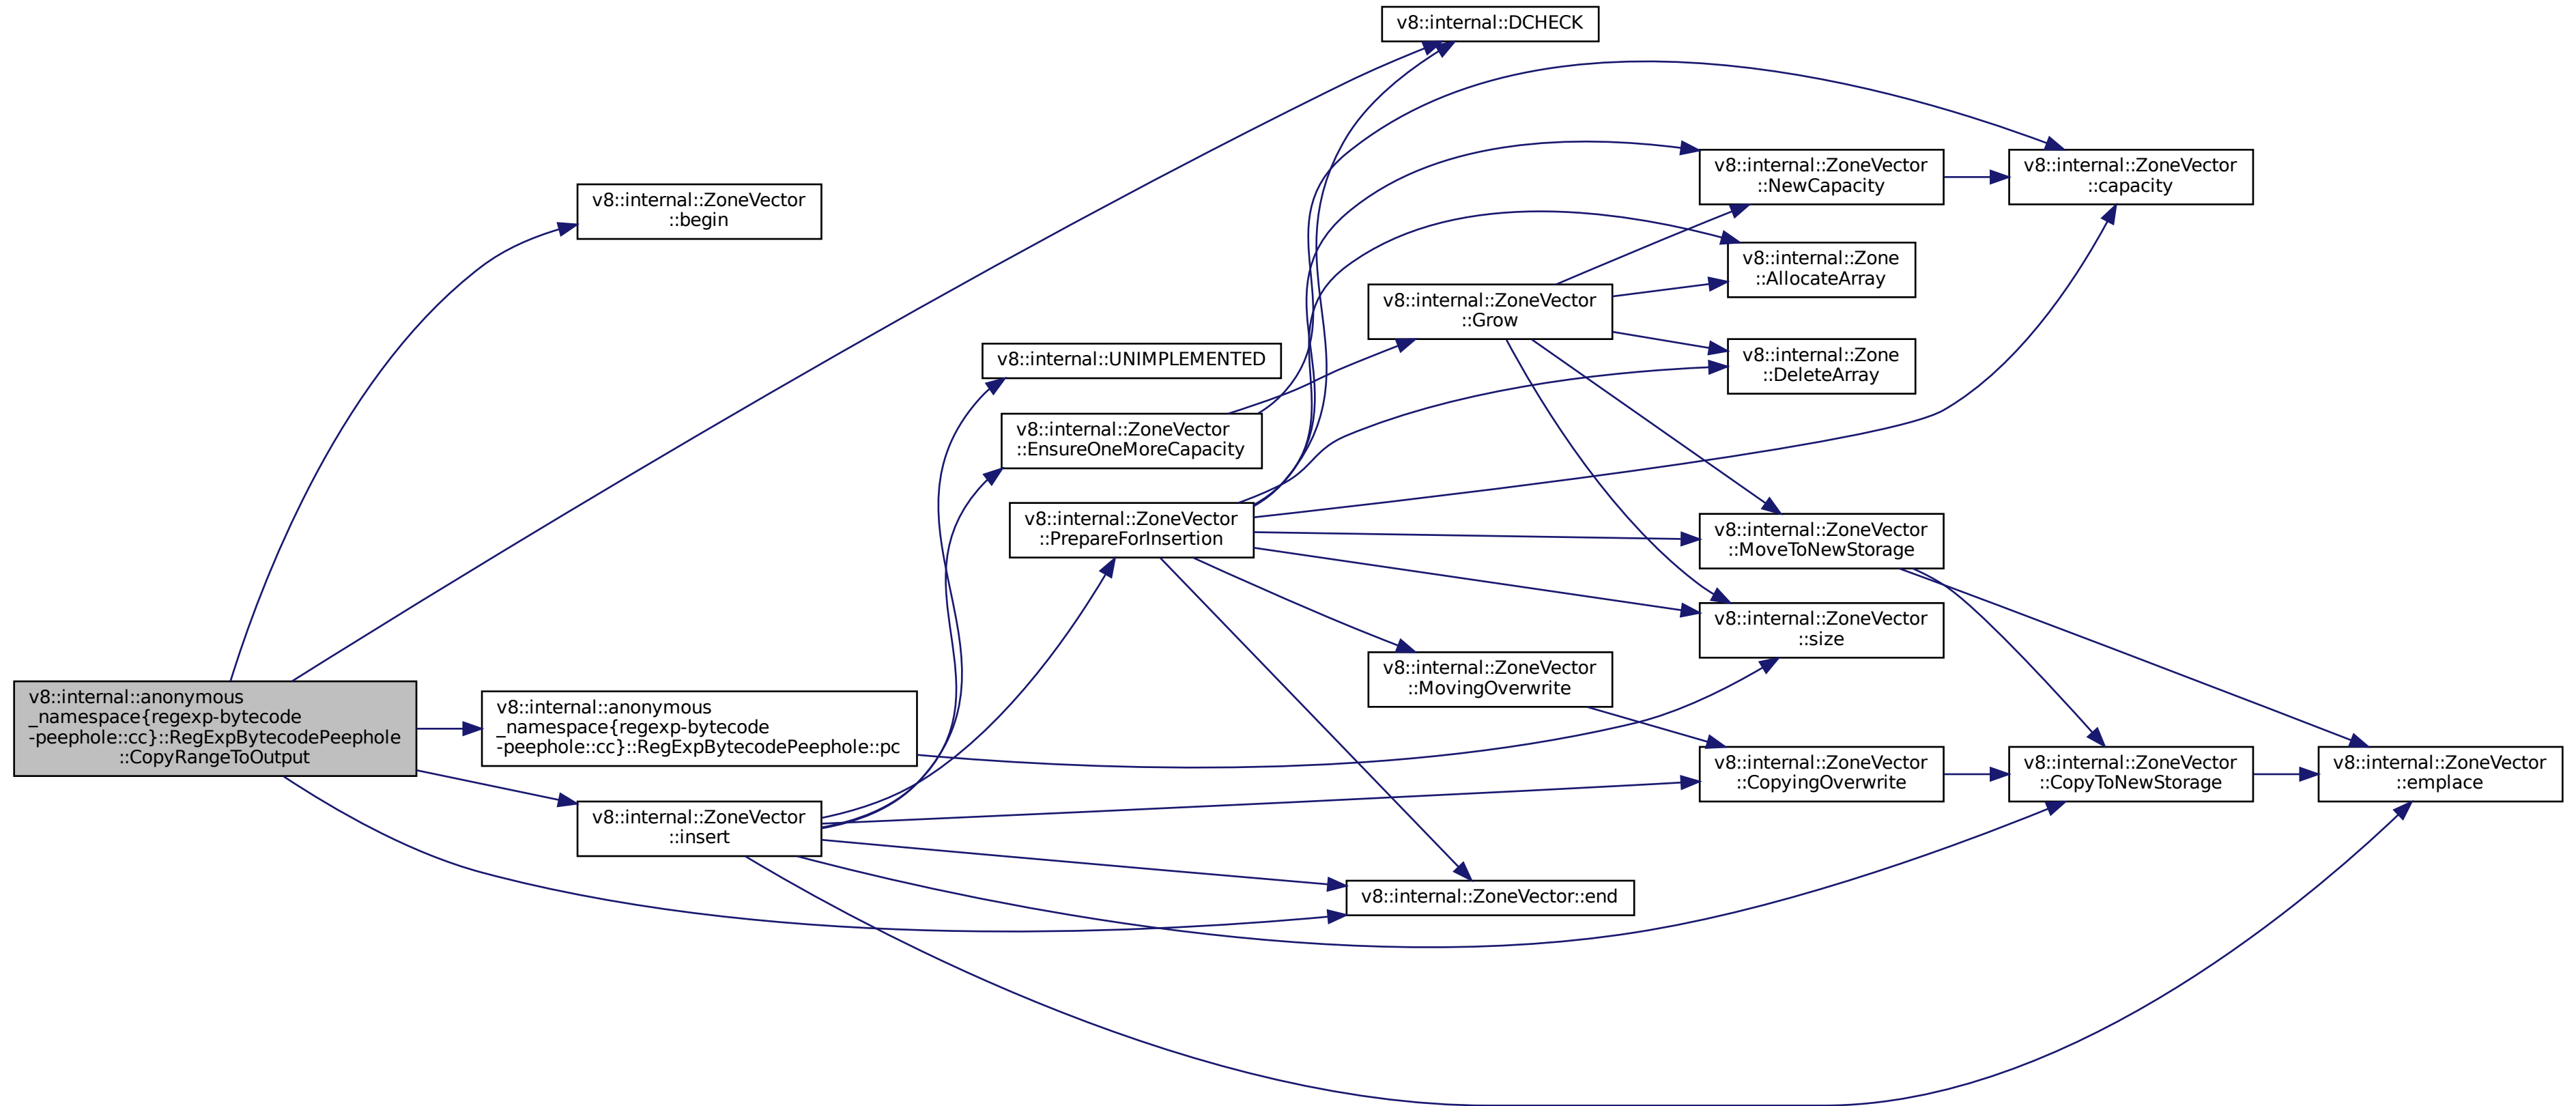 v8::internal::DCHECK
v8::internal::ZoneVector
::NewCapacity
v8::internal::ZoneVector
::capacity
v8::internal::ZoneVector
::begin
v8::internal::Zone
::AllocateArray
v8::internal::ZoneVector
::Grow
v8::internal::UNIMPLEMENTED
v8::internal::Zone
::DeleteArray
v8::internal::ZoneVector
::EnsureOneMoreCapacity
v8::internal::ZoneVector
::PrepareForInsertion
v8::internal::ZoneVector
::MoveToNewStorage
v8::internal::ZoneVector
::size
v8::internal::ZoneVector
::MovingOverwrite
v8::internal::anonymous
_namespace{regexp-bytecode
-peephole::cc}::RegExpBytecodePeephole
::CopyRangeToOutput
v8::internal::anonymous
_namespace{regexp-bytecode
-peephole::cc}::RegExpBytecodePeephole::pc
v8::internal::ZoneVector
::CopyingOverwrite
v8::internal::ZoneVector
::CopyToNewStorage
v8::internal::ZoneVector
::emplace
v8::internal::ZoneVector
::insert
v8::internal::ZoneVector::end